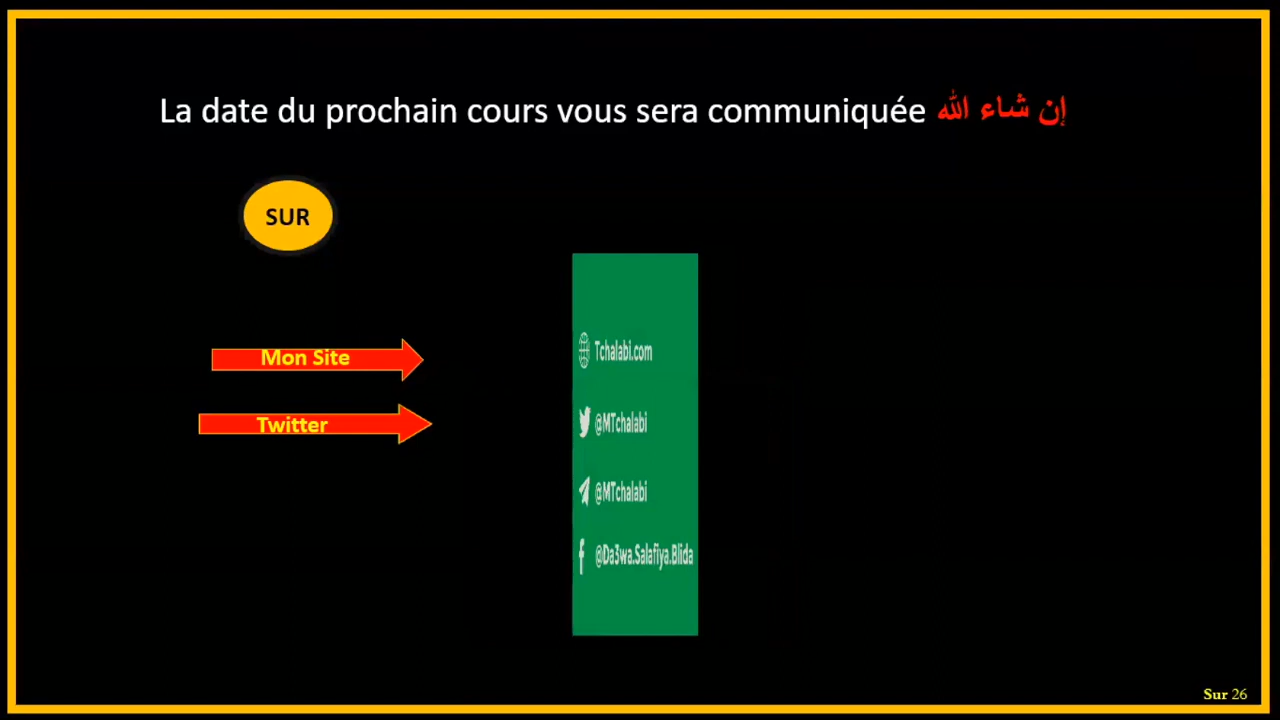 La date du prochain cours vous sera communiquée إن شاء الله
SUR
Mon Site
Twitter
Tchalabi.com
@MTchalabi
@MTchalabi
@Da3wa.Salafiya.Blida
Sur 26